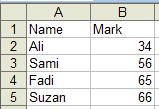 A B
1 Name Mark
2 Ali 34
3 Sami 56
4 Fadi 65
5 Suzan 66